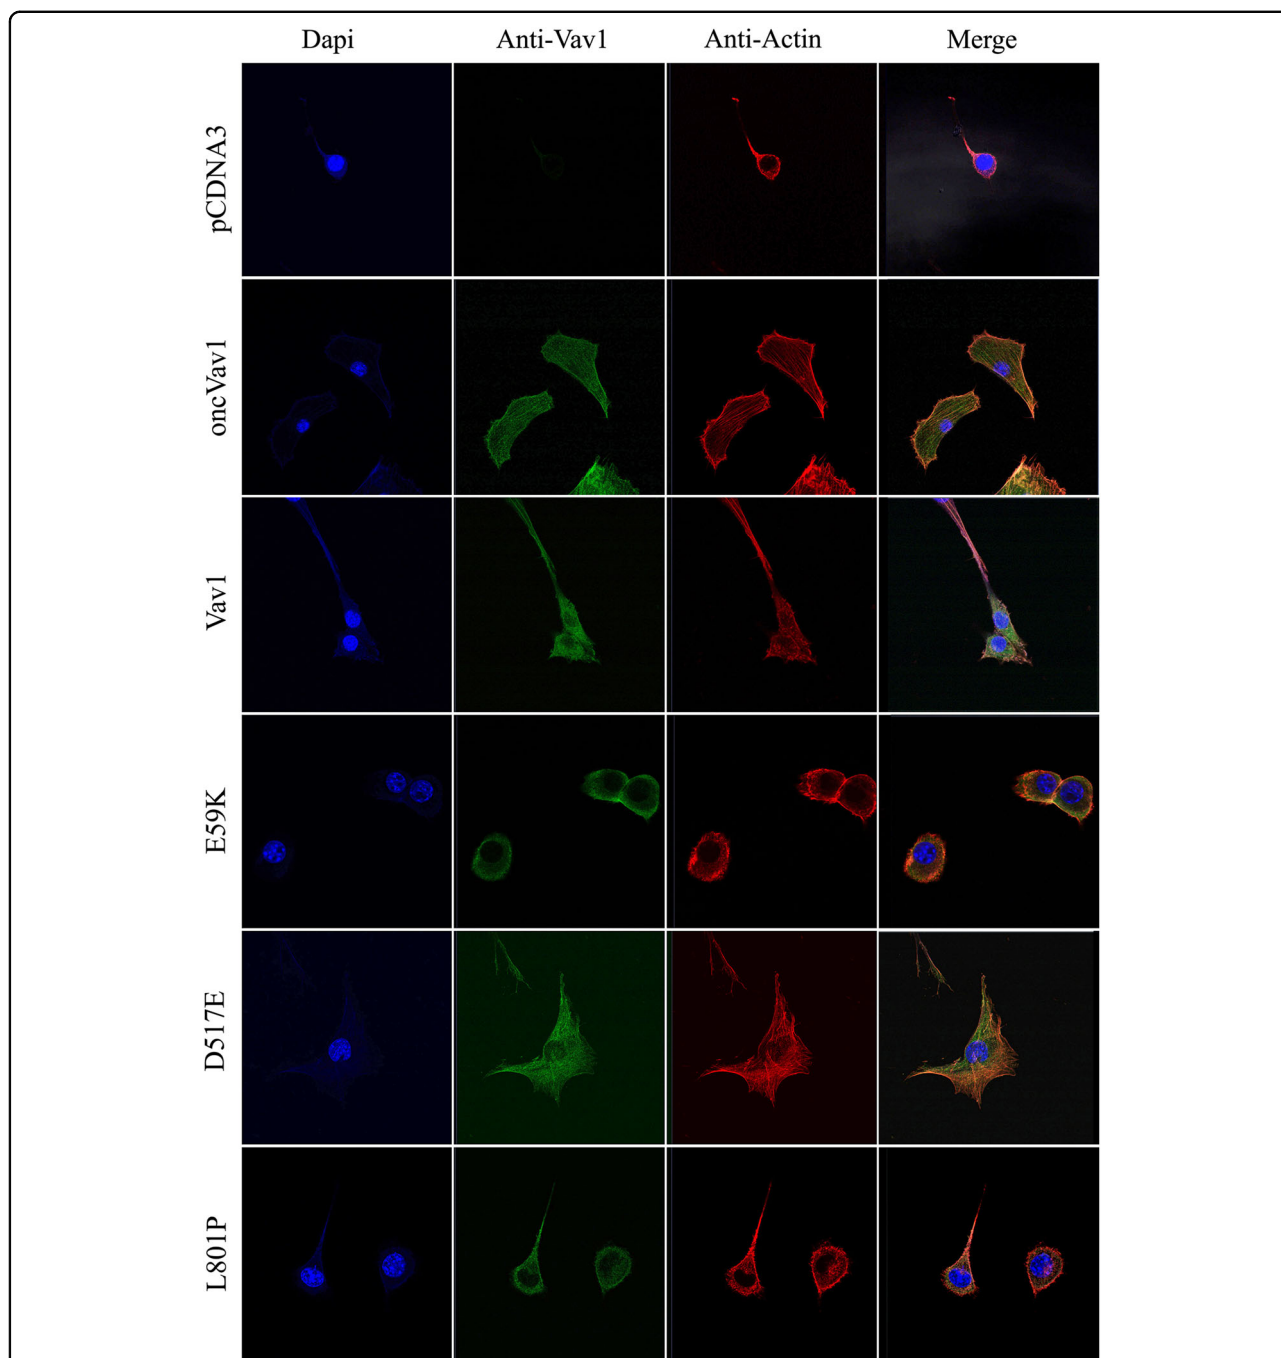 Dapi Anti-Vav1 Anti-Actin Merge
pCDNA3
oncVav1
Vav1
E59K
D517E
L801P